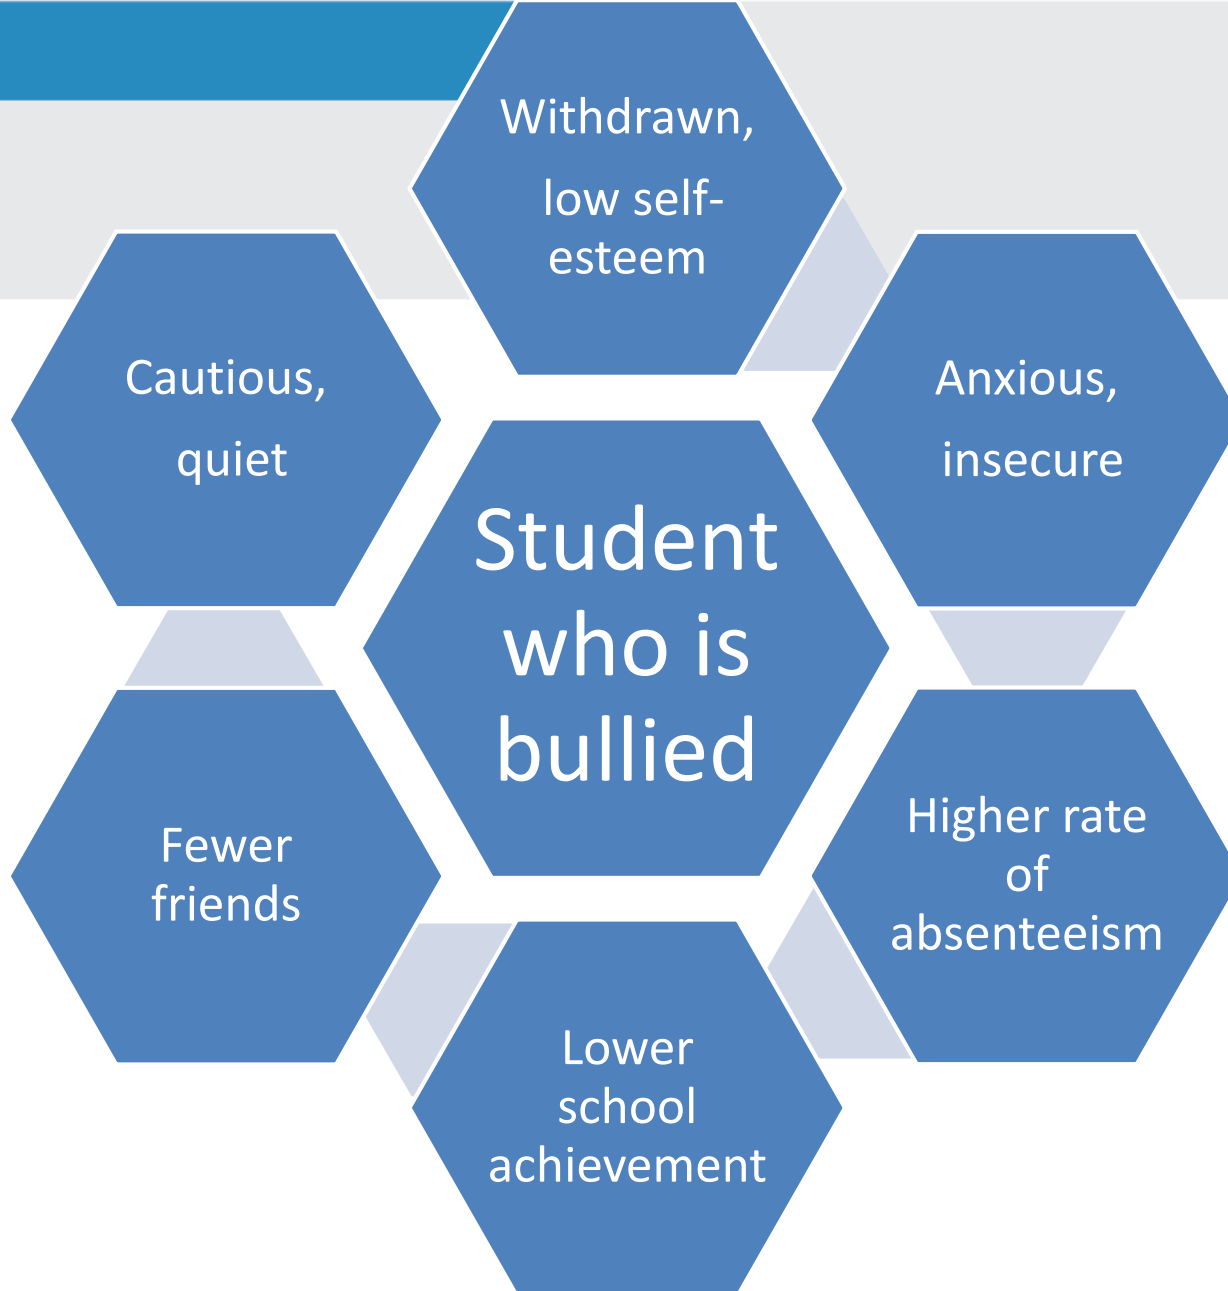 Withdrawn,
low self-
esteem
Anxious,
insecure
Higher rate
of
absenteeism
Lower
school
achievement
Fewer
friends
Cautious,
quiet
Student
who is
bullied